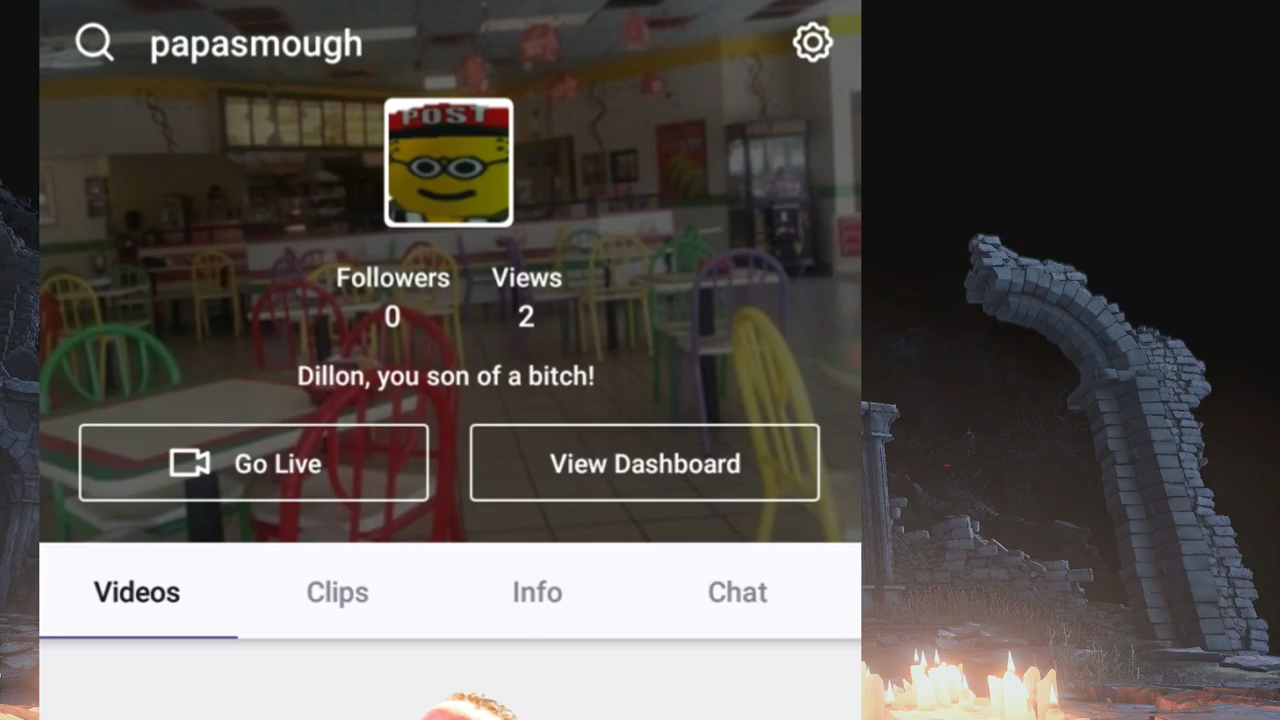 papasmough
POST
Followers Views
0 2
Dillon, you son of a bitch!
Go Live View Dashboard
Videos Clips Info Chat